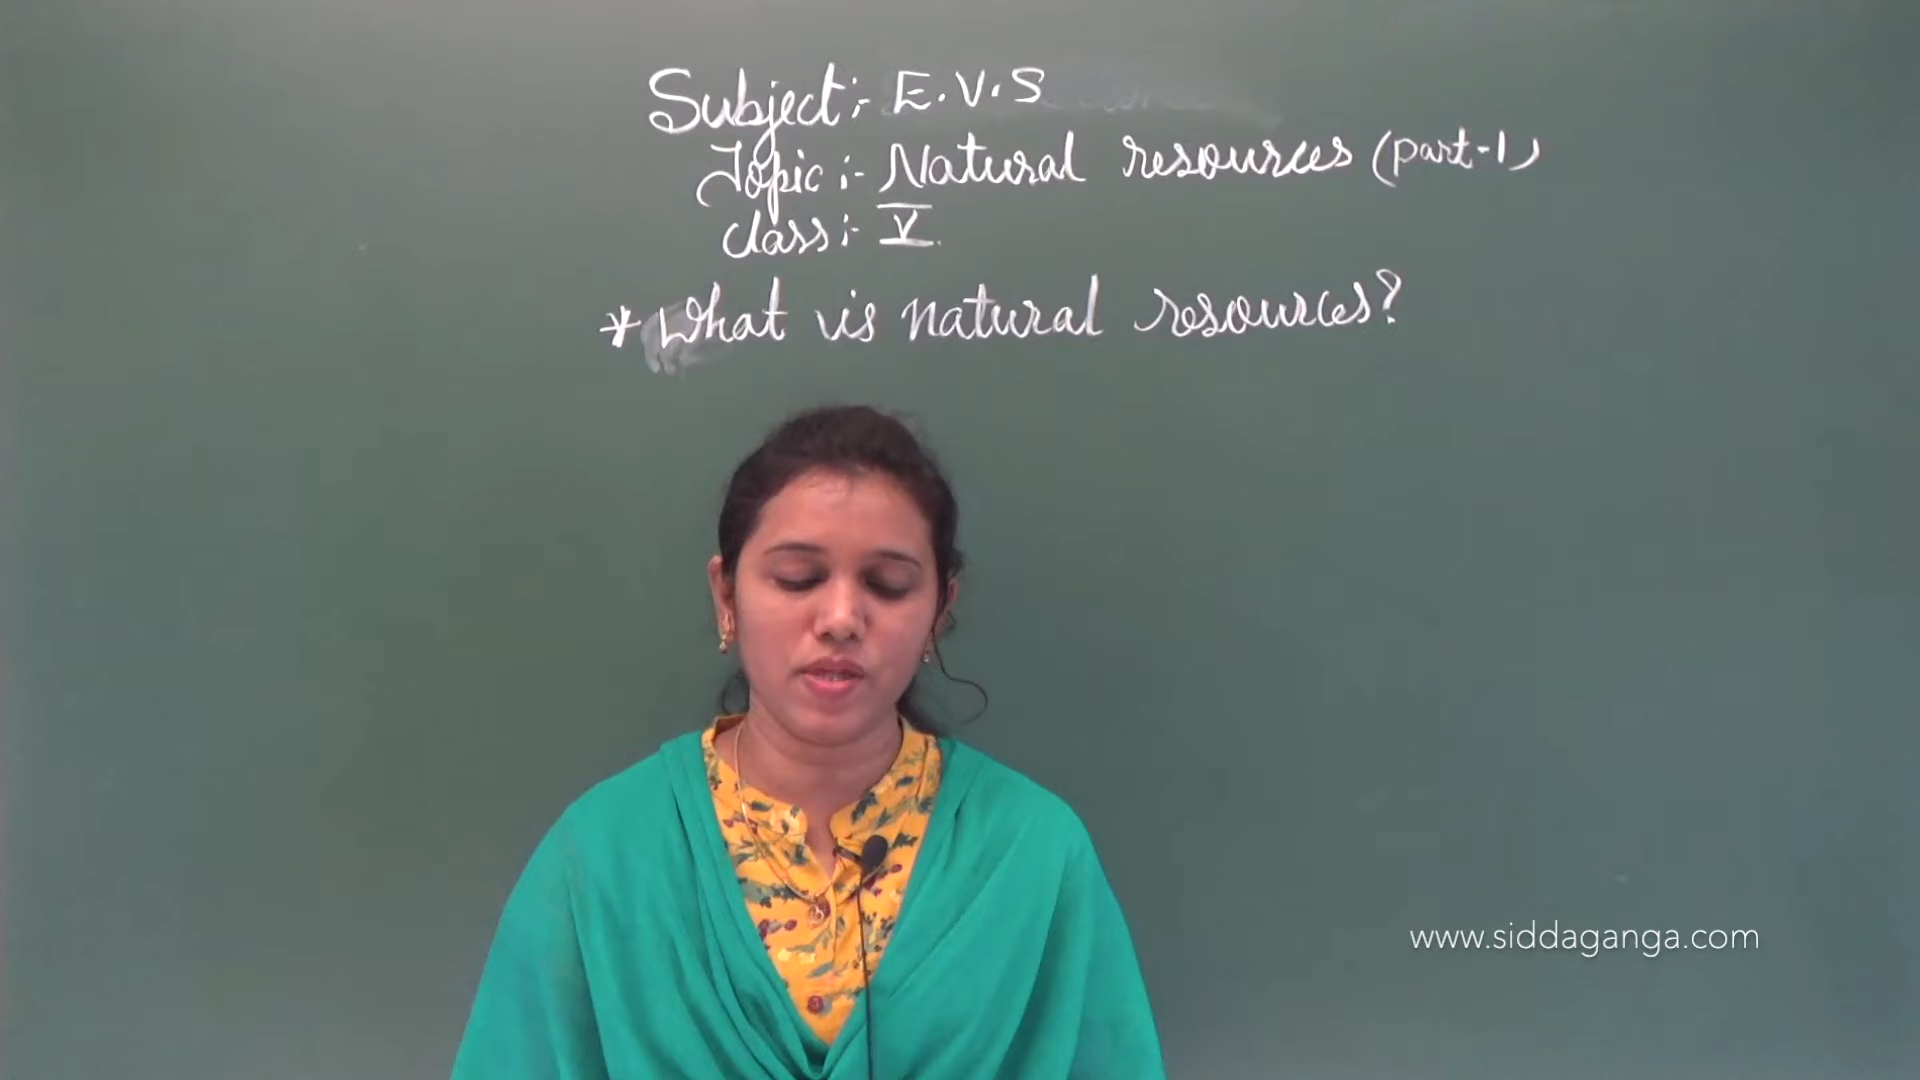 Subject :- E.V.S
Topic :- Natural resources (part-1)
class :- V
* What is natural resources?
www.siddaganga.com